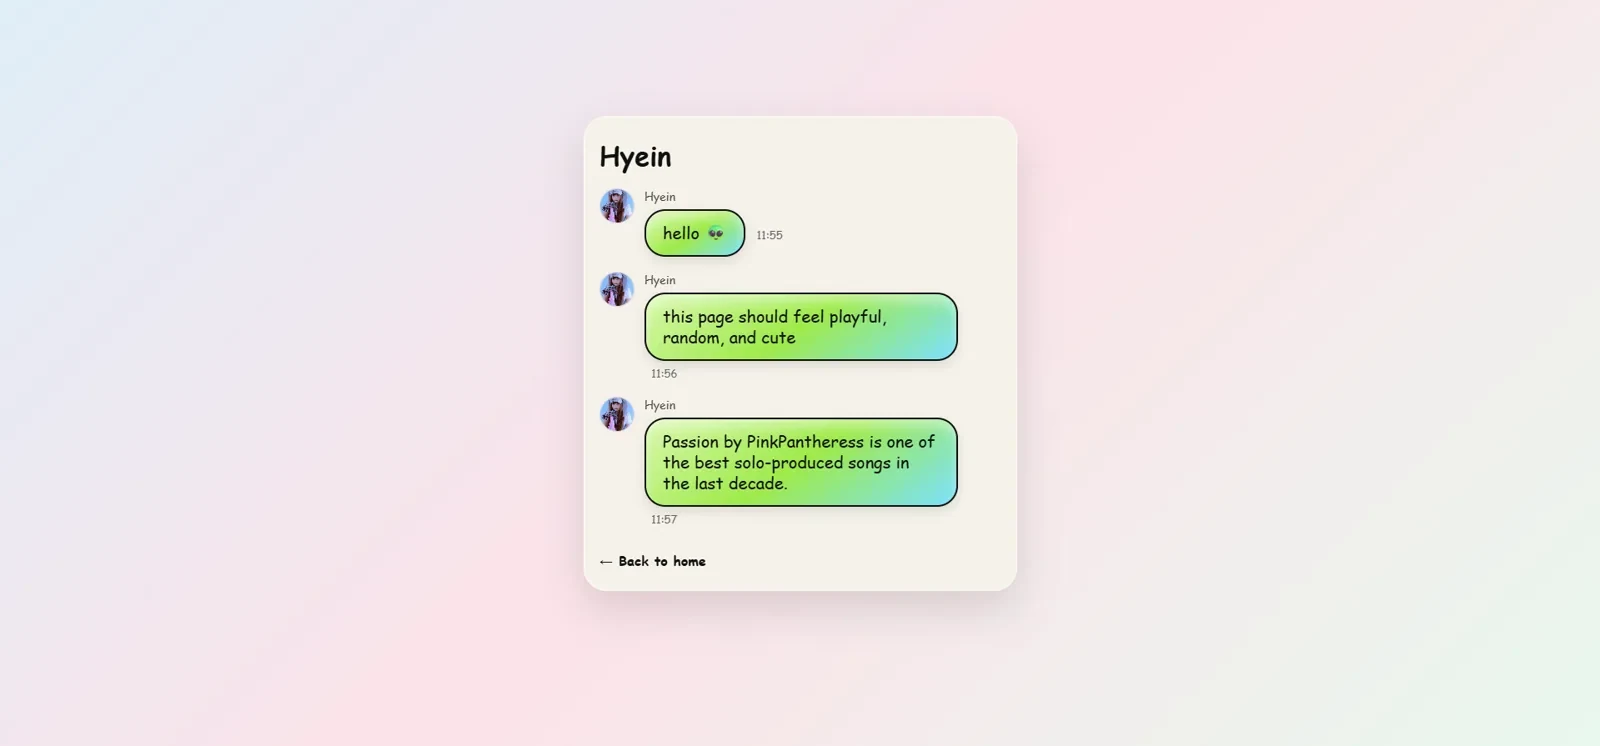 Hyein
Hyein
hello 👽
11:55
Hyein
this page should feel playful,
random, and cute
11:56
Hyein
Passion by PinkPantheress is one of
the best solo-produced songs in
the last decade.
11:57
← Back to home